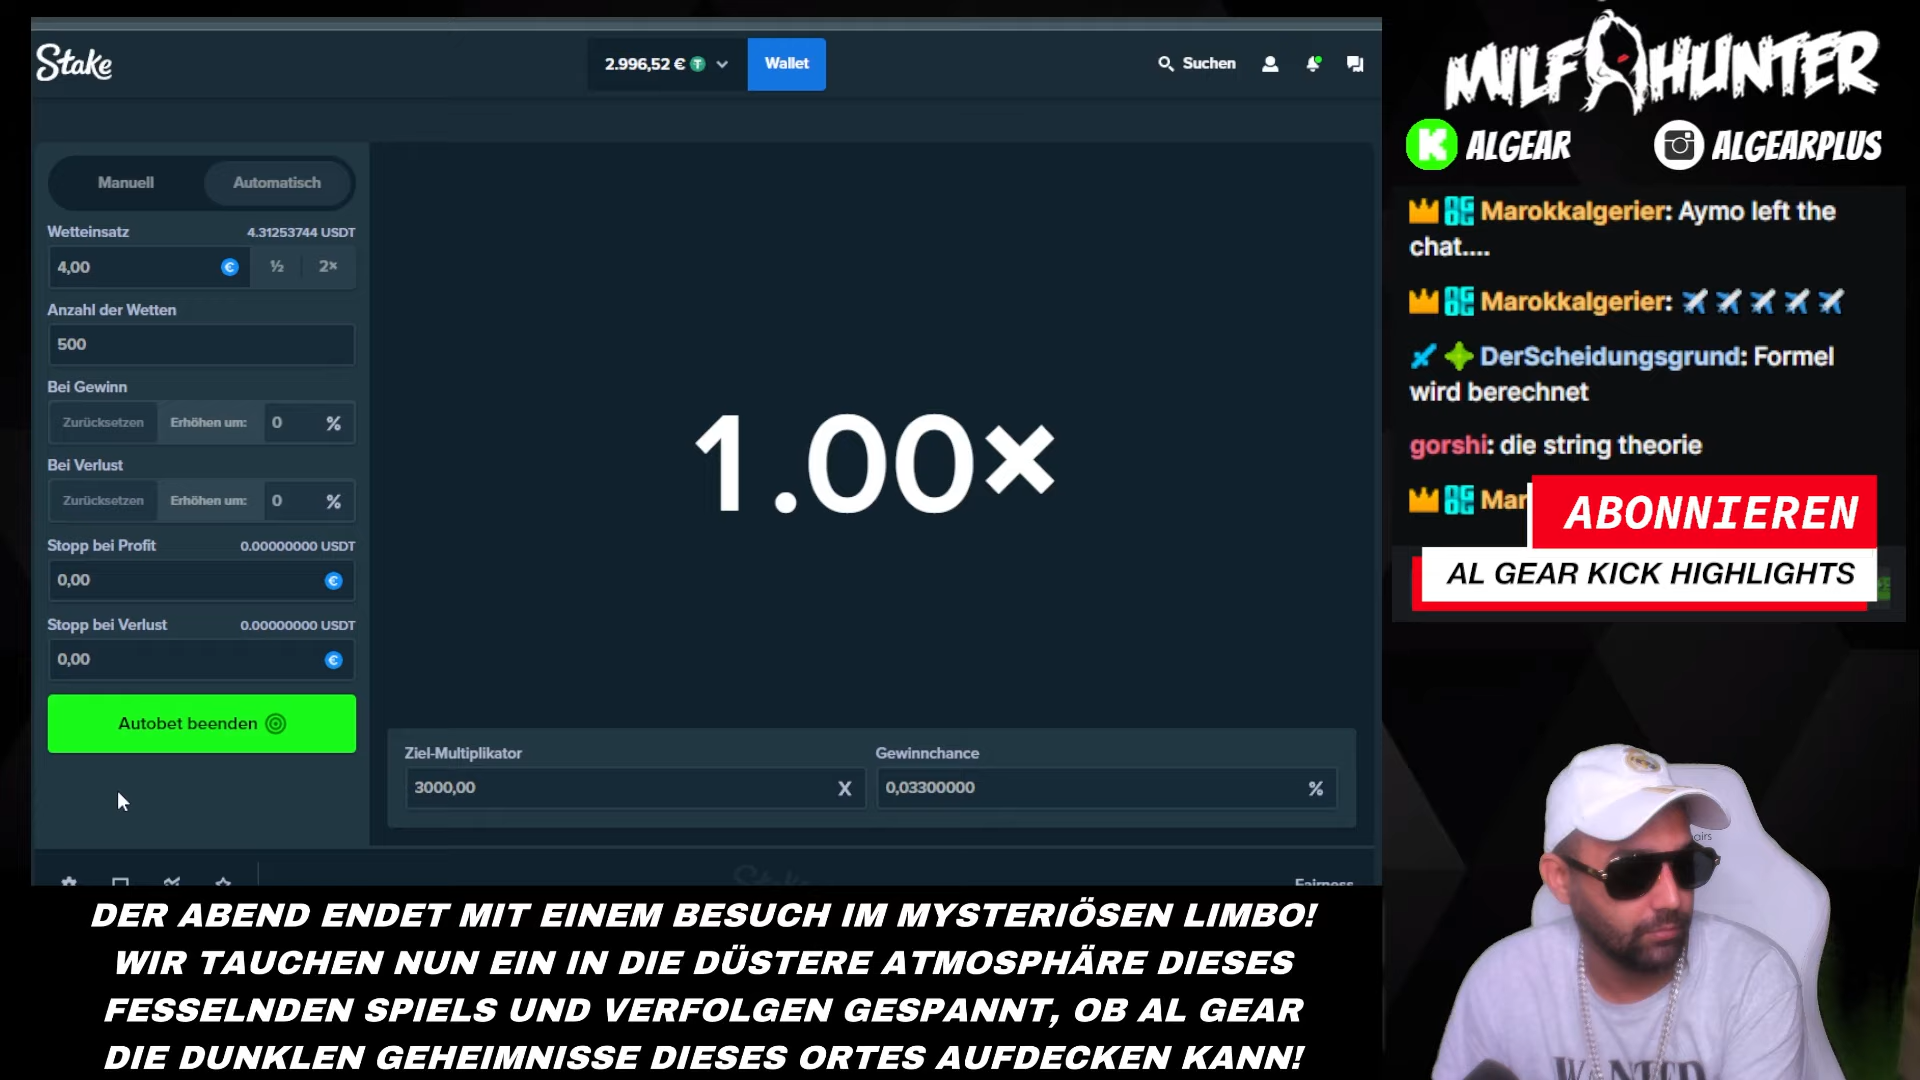 Stake
2.996,52 €
Wallet
Suchen
Manuell
Automatisch
Wetteinsatz
4.31253744 USDT
4,00
½
2×
Anzahl der Wetten
500
Bei Gewinn
Zurücksetzen
Erhöhen um:
0
%
Bei Verlust
Zurücksetzen
Erhöhen um:
0
%
Stopp bei Profit
0.00000000 USDT
0,00
Stopp bei Verlust
0.00000000 USDT
0,00
Autobet beenden
1.00×
Ziel-Multiplikator
3000,00
X
Gewinnchance
0,03300000
%
Stake
Fairness
MILF HUNTER
K ALGEAR
ALGEARPLUS
Marokkalgerier: Aymo left the
chat....
Marokkalgerier: ✈️ ✈️ ✈️ ✈️ ✈️
DerScheidungsgrund: Formel
wird berechnet
gorshi: die string theorie
Mar
ABONNIEREN
AL GEAR KICK HIGHLIGHTS
DER ABEND ENDET MIT EINEM BESUCH IM MYSTERIÖSEN LIMBO!
WIR TAUCHEN NUN EIN IN DIE DÜSTERE ATMOSPHÄRE DIESES
FESSELNDEN SPIELS UND VERFOLGEN GESPANNT, OB AL GEAR
DIE DUNKLEN GEHEIMNISSE DIESES ORTES AUFDECKEN KANN!
WANTED